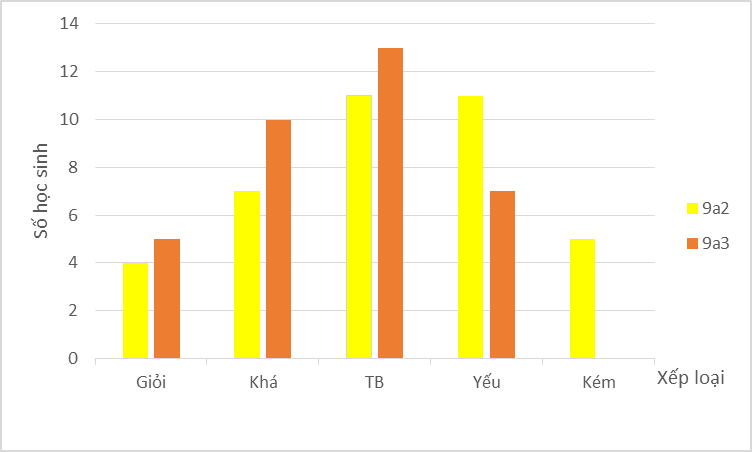 14
12
10
8
6
4
2
0
Số học sinh
Giỏi Khá TB Yếu Kém
Xếp loại
9a2
9a3